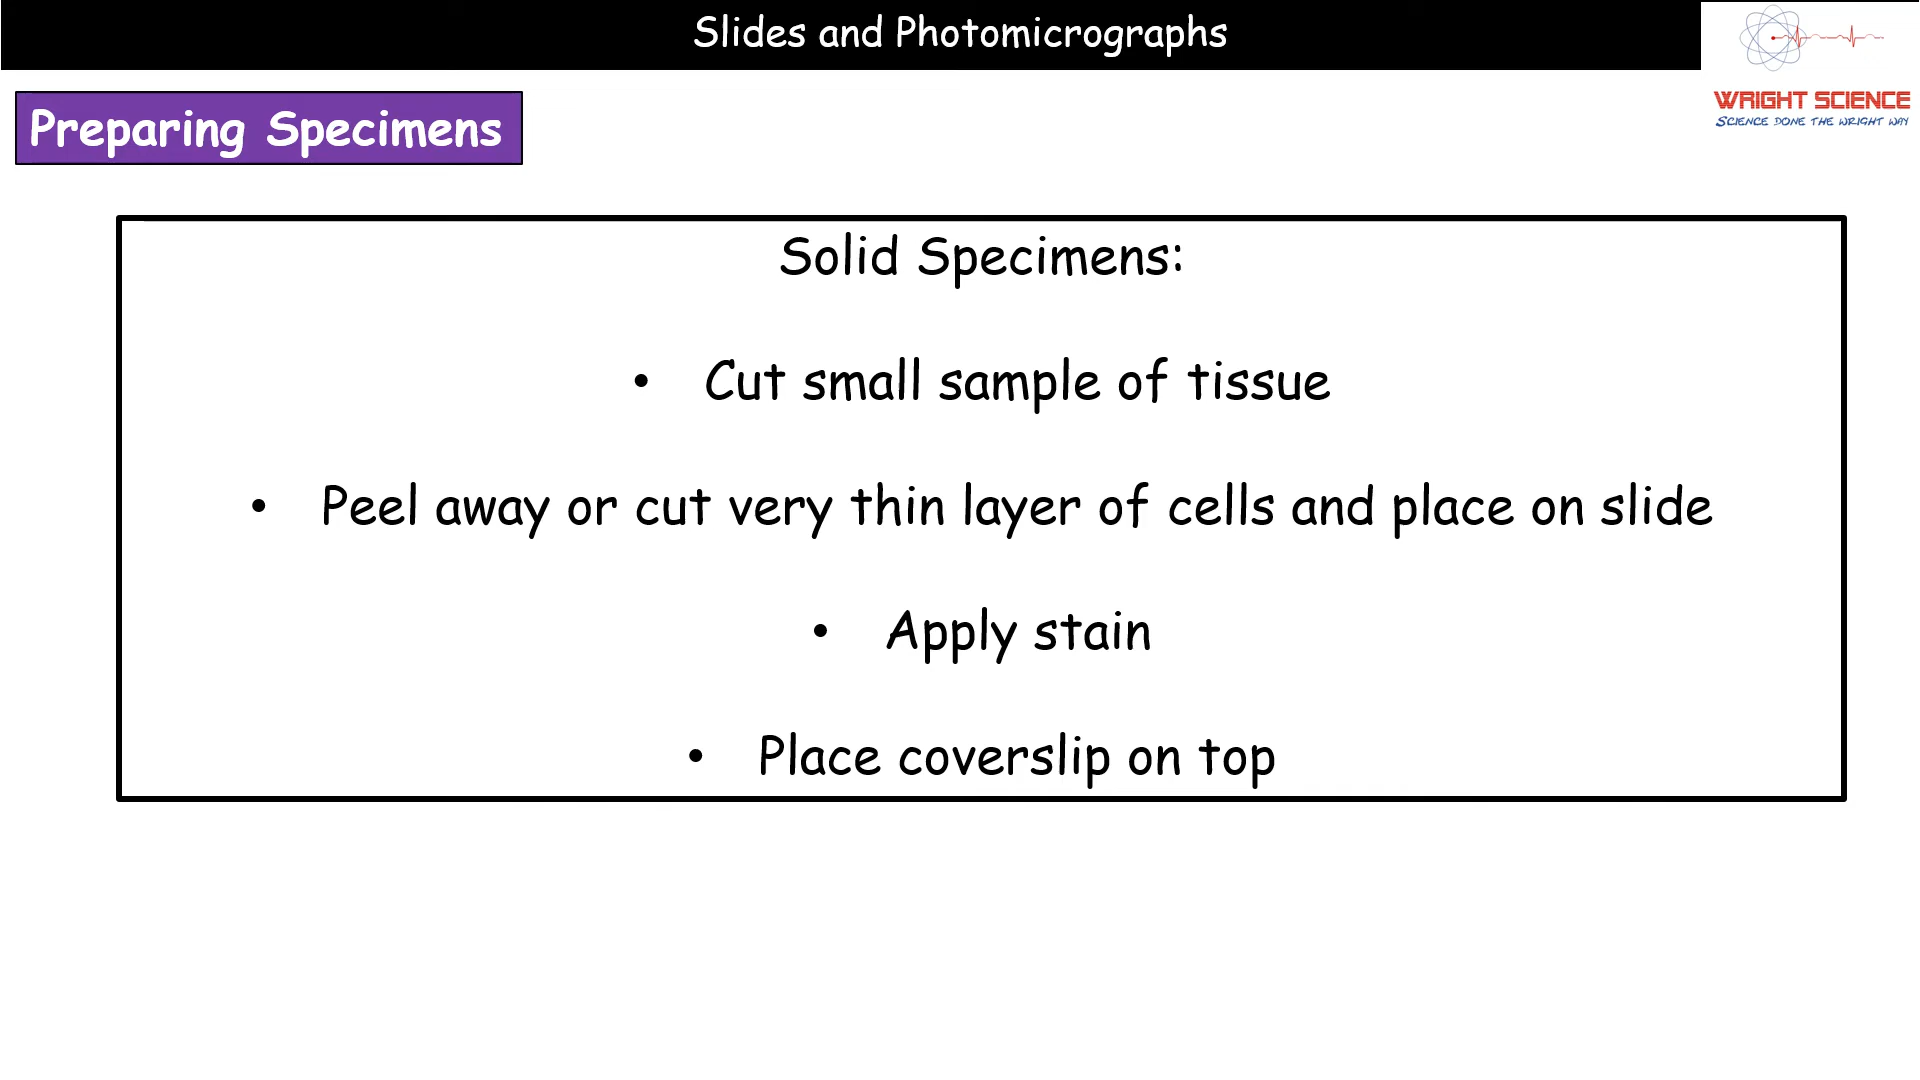 Slides and Photomicrographs
WRIGHT SCIENCE
SCIENCE DONE THE WRIGHT WAY
Preparing Specimens
Solid Specimens:
• Cut small sample of tissue
• Peel away or cut very thin layer of cells and place on slide
• Apply stain
• Place coverslip on top